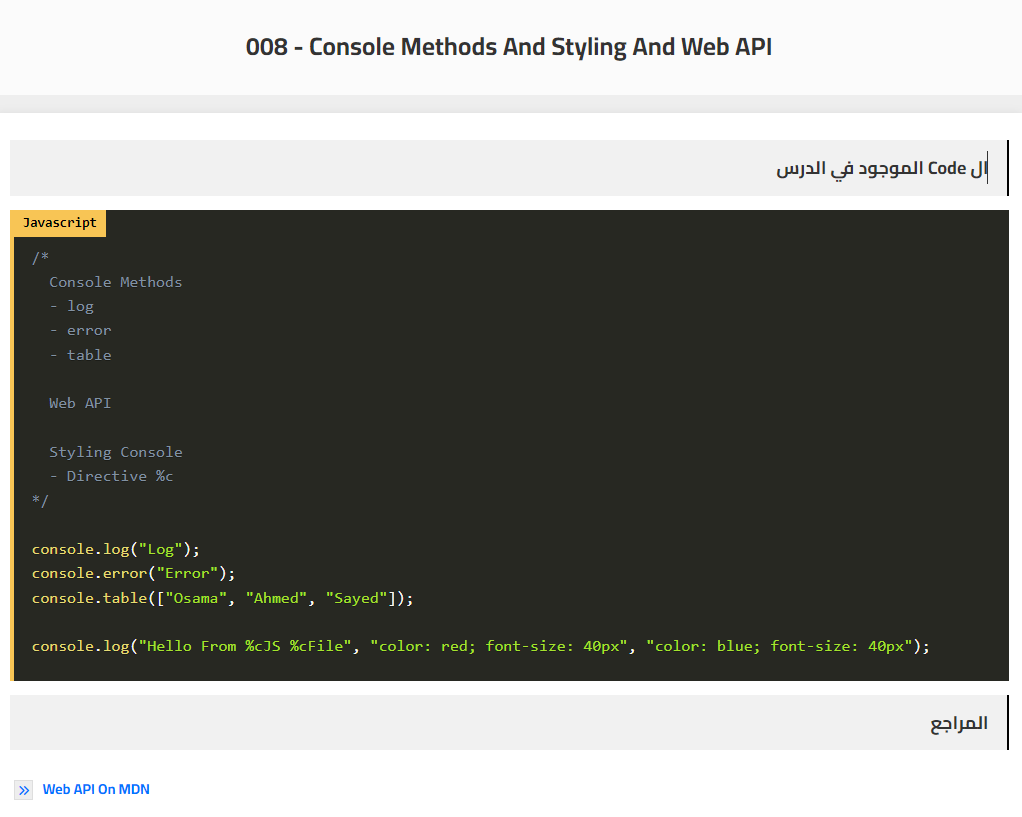 008 - Console Methods And Styling And Web API
ال Code الموجود في الدرس
Javascript
/*
  Console Methods
  - log
  - error
  - table

  Web API

  Styling Console
  - Directive %c
*/

console.log("Log");
console.error("Error");
console.table(["Osama", "Ahmed", "Sayed"]);

console.log("Hello From %cJS %cFile", "color: red; font-size: 40px", "color: blue; font-size: 40px");
المراجع
» Web API On MDN